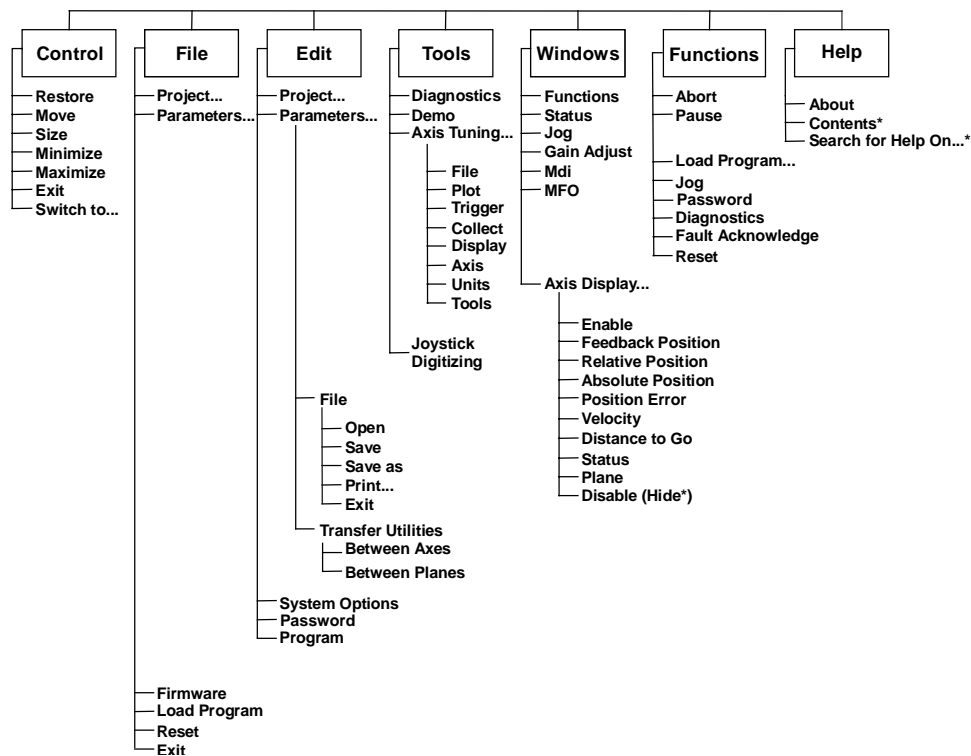 Control
File
Edit
Tools
Windows
Functions
Help
Restore
Move
Size
Minimize
Maximize
Exit
Switch to...
Project...
Parameters...
Firmware
Load Program
Reset
Exit
Project...
Parameters...
File
Open
Save
Save as
Print...
Exit
Transfer Utilities
Between Axes
Between Planes
System Options
Password
Program
Diagnostics
Demo
Axis Tuning...
File
Plot
Trigger
Collect
Display
Axis
Units
Tools
Joystick
Digitizing
Functions
Status
Jog
Gain Adjust
Mdi
MFO
Axis Display...
Enable
Feedback Position
Relative Position
Absolute Position
Position Error
Velocity
Distance to Go
Status
Plane
Disable (Hide*)
Abort
Pause
Load Program...
Jog
Password
Diagnostics
Fault Acknowledge
Reset
About
Contents*
Search for Help On...*